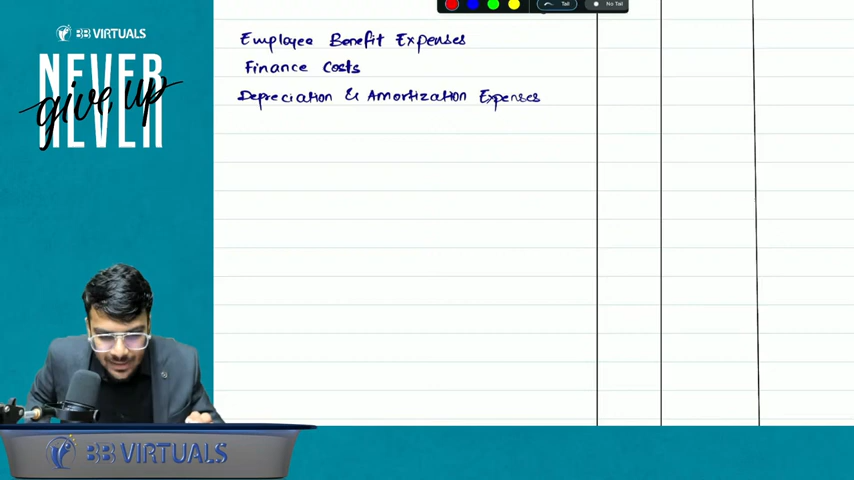 Tail
No Tail
BB VIRTUALS
NEVER
give up
NEVER
Employee Benefit Expenses
Finance Costs
Depreciation & Amortization Expenses
BB VIRTUALS